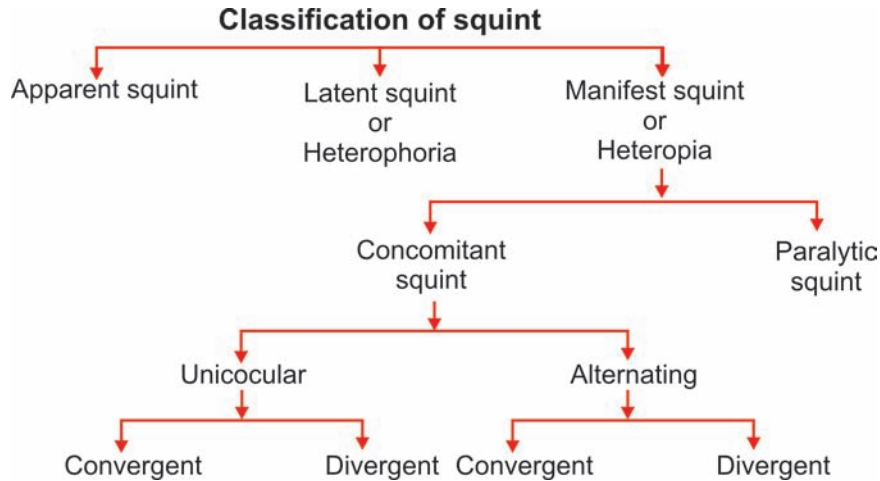 Classification of squint
Apparent squint
Latent squint
or
Heterophoria
Manifest squint
or
Heteropia
Concomitant
squint
Paralytic
squint
Unicocular
Alternating
Convergent
Divergent
Convergent
Divergent